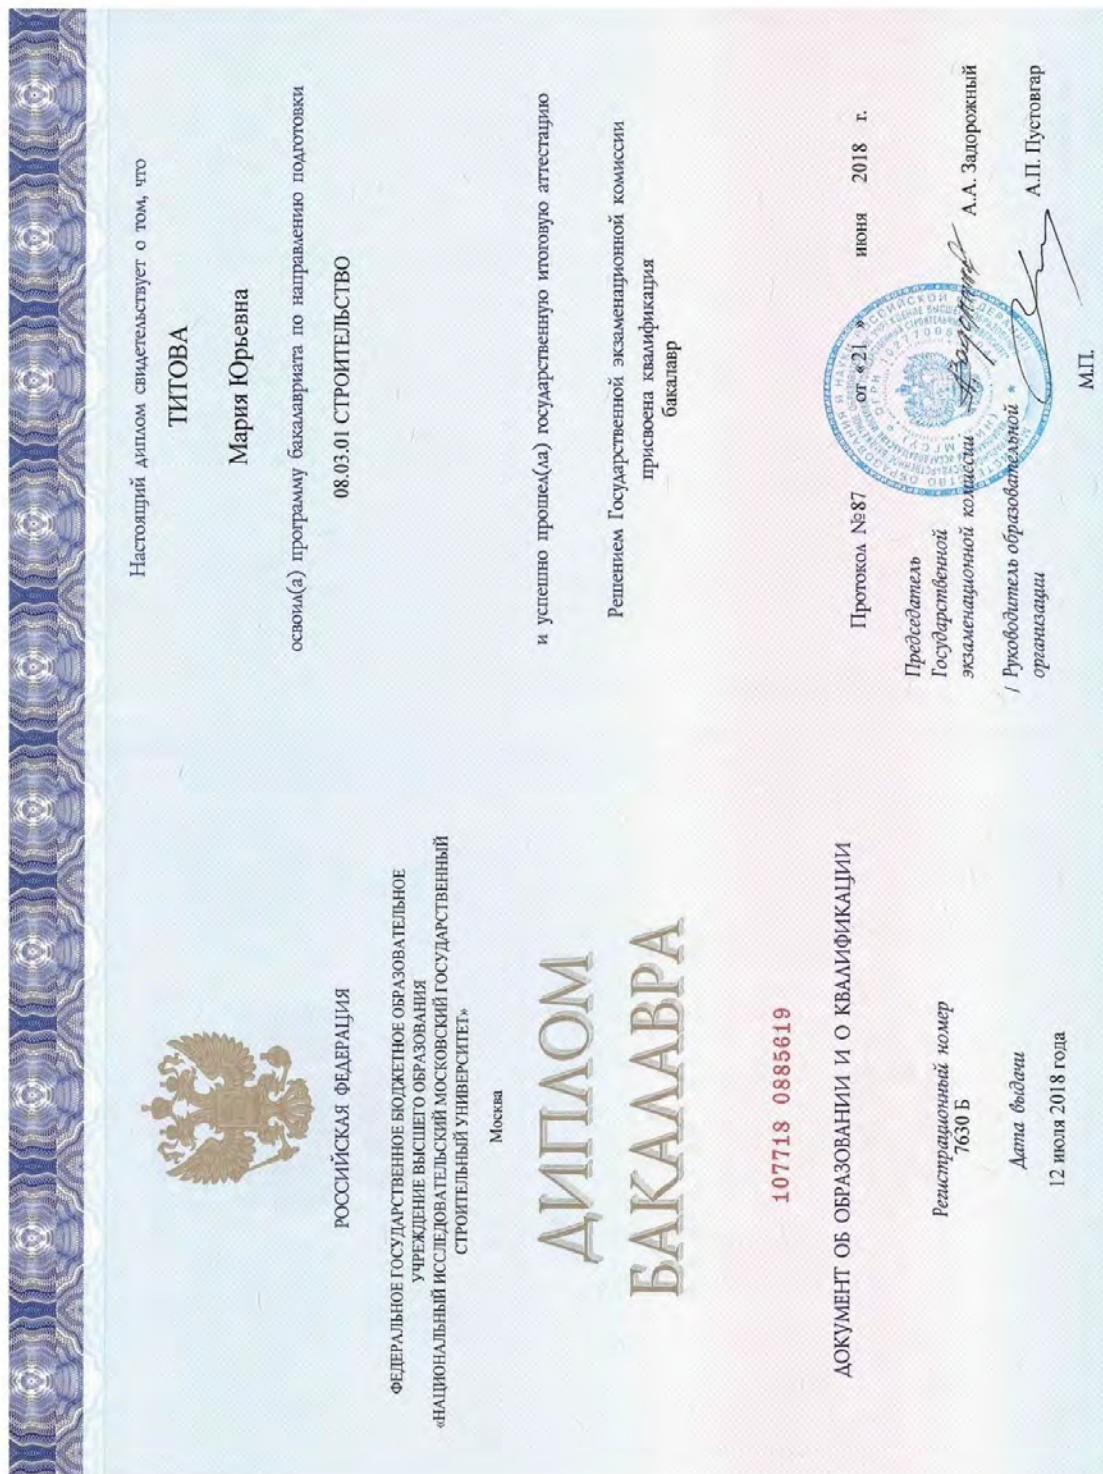 РОССИЙСКАЯ ФЕДЕРАЦИЯ
ФЕДЕРАЛЬНОЕ ГОСУДАРСТВЕННОЕ БЮДЖЕТНОЕ ОБРАЗОВАТЕЛЬНОЕ
УЧРЕЖДЕНИЕ ВЫСШЕГО ОБРАЗОВАНИЯ
«НАЦИОНАЛЬНЫЙ ИССЛЕДОВАТЕЛЬСКИЙ МОСКОВСКИЙ ГОСУДАРСТВЕННЫЙ
СТРОИТЕЛЬНЫЙ УНИВЕРСИТЕТ»
Москва
ДИПЛОМ
БАКАЛАВРА
107718 0885619
ДОКУМЕНТ ОБ ОБРАЗОВАНИИ И О КВАЛИФИКАЦИИ
Регистрационный номер
7630 Б
Дата выдачи
12 июля 2018 года
Настоящий диплом свидетельствует о том, что
ТИТОВА
Мария Юрьевна
освоил(а) программу бакалавриата по направлению подготовки
08.03.01 СТРОИТЕЛЬСТВО
и успешно прошел(ла) государственную итоговую аттестацию
Решением Государственной экзаменационной комиссии
присвоена квалификация
бакалавр
Протокол №87 от «21 » июня 2018 г.
Председатель
Государственной
экзаменационной комиссии А.А. Задорожный
/ Руководитель образовательной А.П. Пустовгар
организации
М.П.